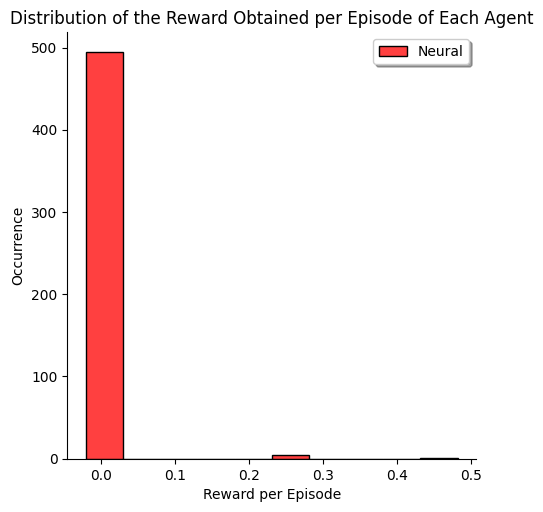 Distribution of the Reward Obtained per Episode of Each Agent
Neural
500
400
300
200
100
0
Occurrence
0.0 0.1 0.2 0.3 0.4 0.5
Reward per Episode